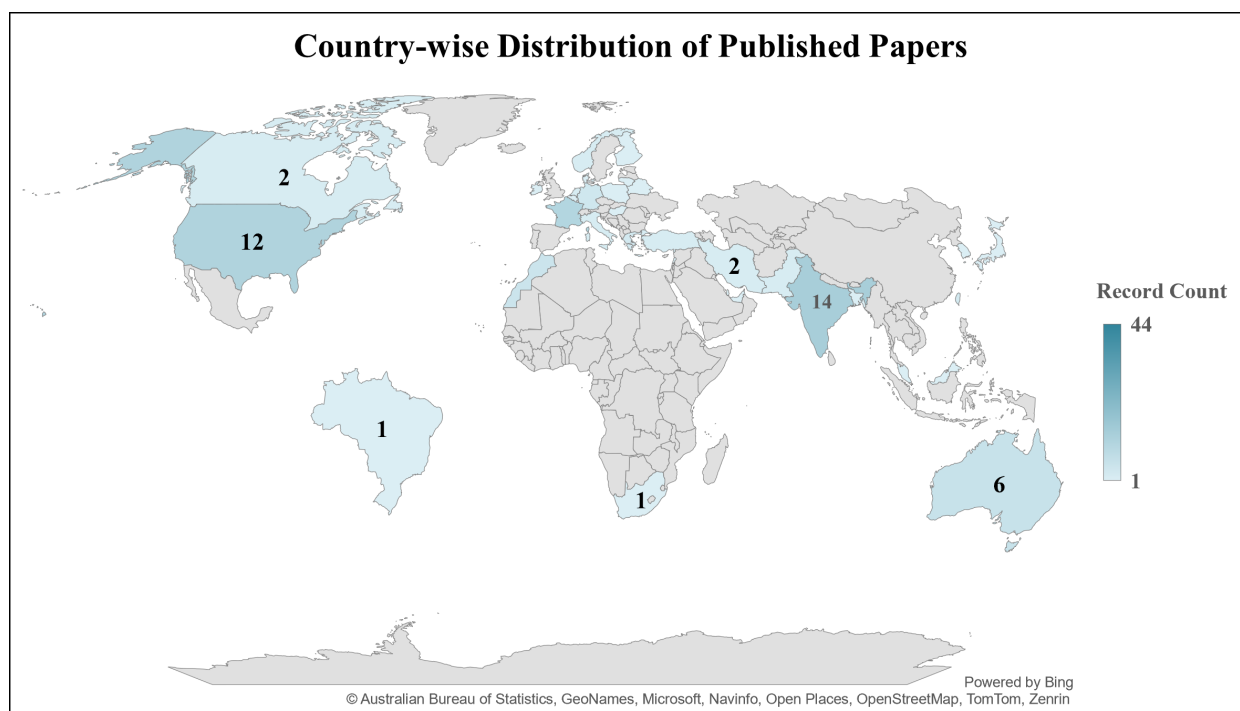 Country-wise Distribution of Published Papers
2
12
2
14
Record Count
44
1
1
1
6
1
Powered by Bing
© Australian Bureau of Statistics, GeoNames, Microsoft, Navinfo, Open Places, OpenStreetMap, TomTom, Zenrin